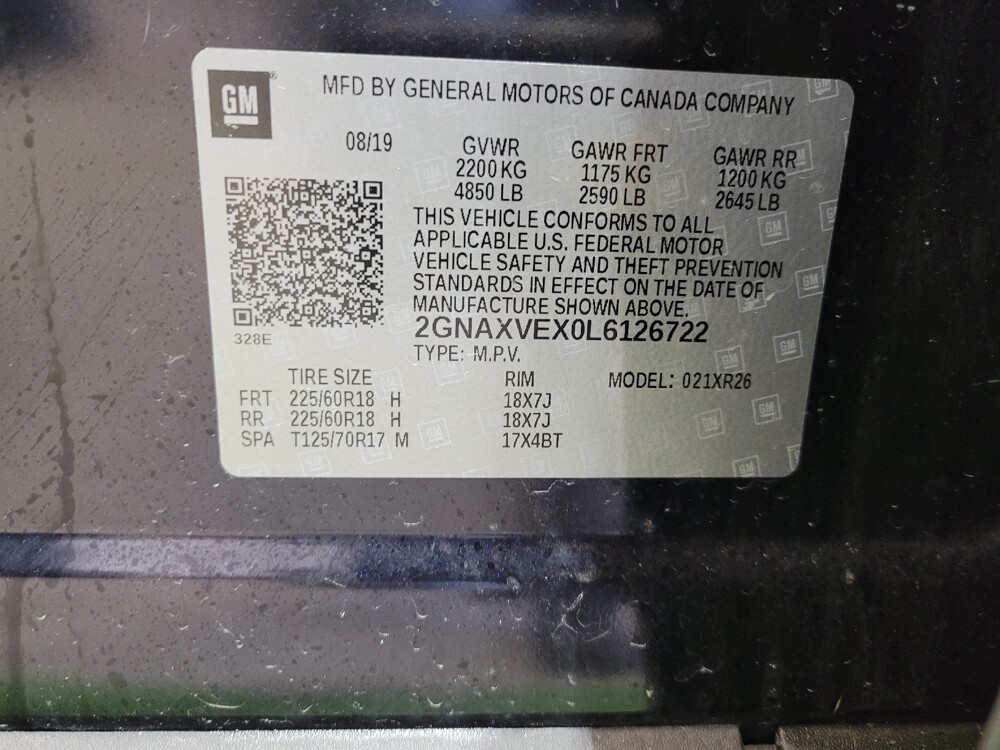 GM
MFD BY GENERAL MOTORS OF CANADA COMPANY
08/19 GVWR GAWR FRT GAWR RR
2200 KG 1175 KG 1200 KG
4850 LB 2590 LB 2645 LB
THIS VEHICLE CONFORMS TO ALL
APPLICABLE U.S. FEDERAL MOTOR
VEHICLE SAFETY AND THEFT PREVENTION
STANDARDS IN EFFECT ON THE DATE OF
MANUFACTURE SHOWN ABOVE.
2GNAXVEX0L6126722
328E
TYPE: M.P.V.
TIRE SIZE RIM MODEL: 021XR26
FRT 225/60R18 H 18X7J
RR 225/60R18 H 18X7J
SPA T125/70R17 M 17X4BT